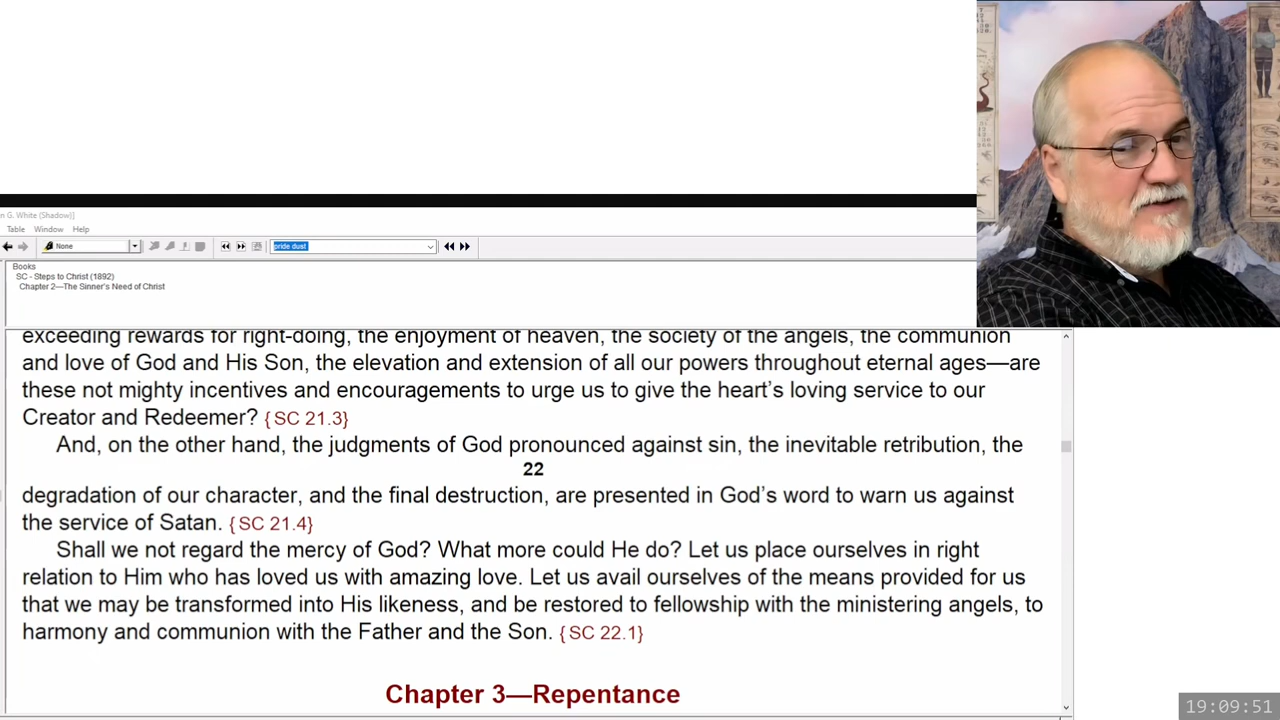 n G. White (Shadow)]
Table Window Help
None
pride dust
Books
SC - Steps to Christ (1892)
Chapter 2—The Sinner's Need of Christ
exceeding rewards for right-doing, the enjoyment of heaven, the society of the angels, the communion
and love of God and His Son, the elevation and extension of all our powers throughout eternal ages—are
these not mighty incentives and encouragements to urge us to give the heart’s loving service to our
Creator and Redeemer? {SC 21.3}
And, on the other hand, the judgments of God pronounced against sin, the inevitable retribution, the
22
degradation of our character, and the final destruction, are presented in God’s word to warn us against
the service of Satan. {SC 21.4}
Shall we not regard the mercy of God? What more could He do? Let us place ourselves in right
relation to Him who has loved us with amazing love. Let us avail ourselves of the means provided for us
that we may be transformed into His likeness, and be restored to fellowship with the ministering angels, to
harmony and communion with the Father and the Son. {SC 22.1}
Chapter 3—Repentance
19:09:51